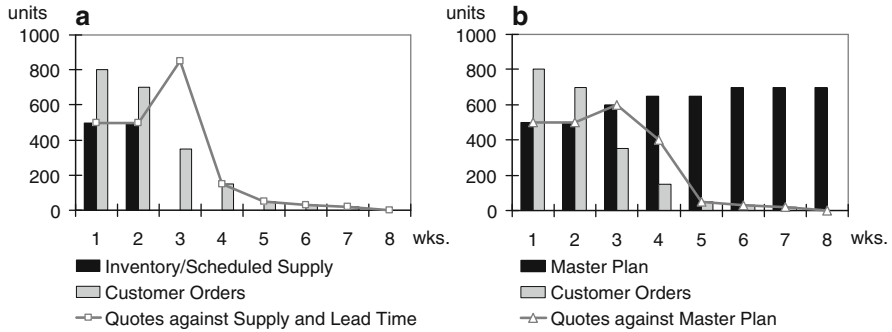 a
units
1000
800
600
400
200
0
1 2 3 4 5 6 7 8 wks.
Inventory/Scheduled Supply
Customer Orders
Quotes against Supply and Lead Time
b
units
1000
800
600
400
200
0
1 2 3 4 5 6 7 8 wks.
Master Plan
Customer Orders
Quotes against Master Plan